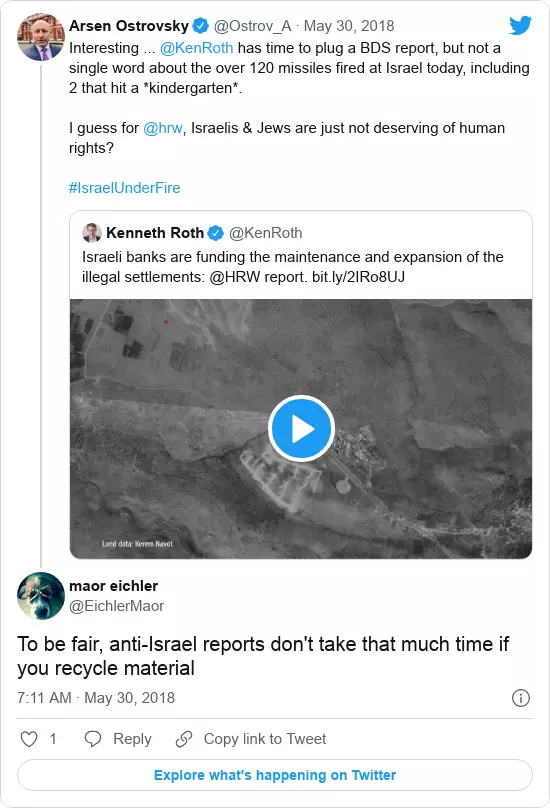 Arsen Ostrovsky @Ostrov_A · May 30, 2018
Interesting ... @KenRoth has time to plug a BDS report, but not a
single word about the over 120 missiles fired at Israel today, including
2 that hit a *kindergarten*.
I guess for @hrw, Israelis & Jews are just not deserving of human
rights?
#IsraelUnderFire
Kenneth Roth @KenRoth
Israeli banks are funding the maintenance and expansion of the
illegal settlements: @HRW report. bit.ly/2IRo8UJ
Land data: Kerem Navot
maor eichler
@EichlerMaor
To be fair, anti-Israel reports don't take that much time if
you recycle material
7:11 AM · May 30, 2018
1 Reply Copy link to Tweet
Explore what's happening on Twitter